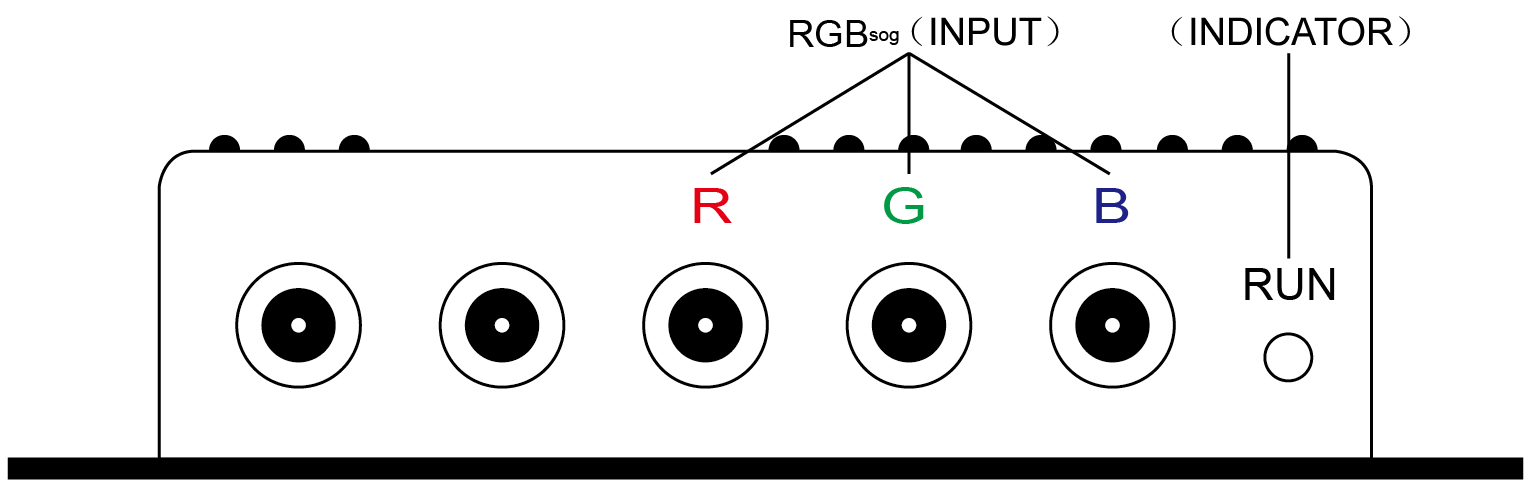 RGBsog（INPUT）
（INDICATOR）
R G B
RUN